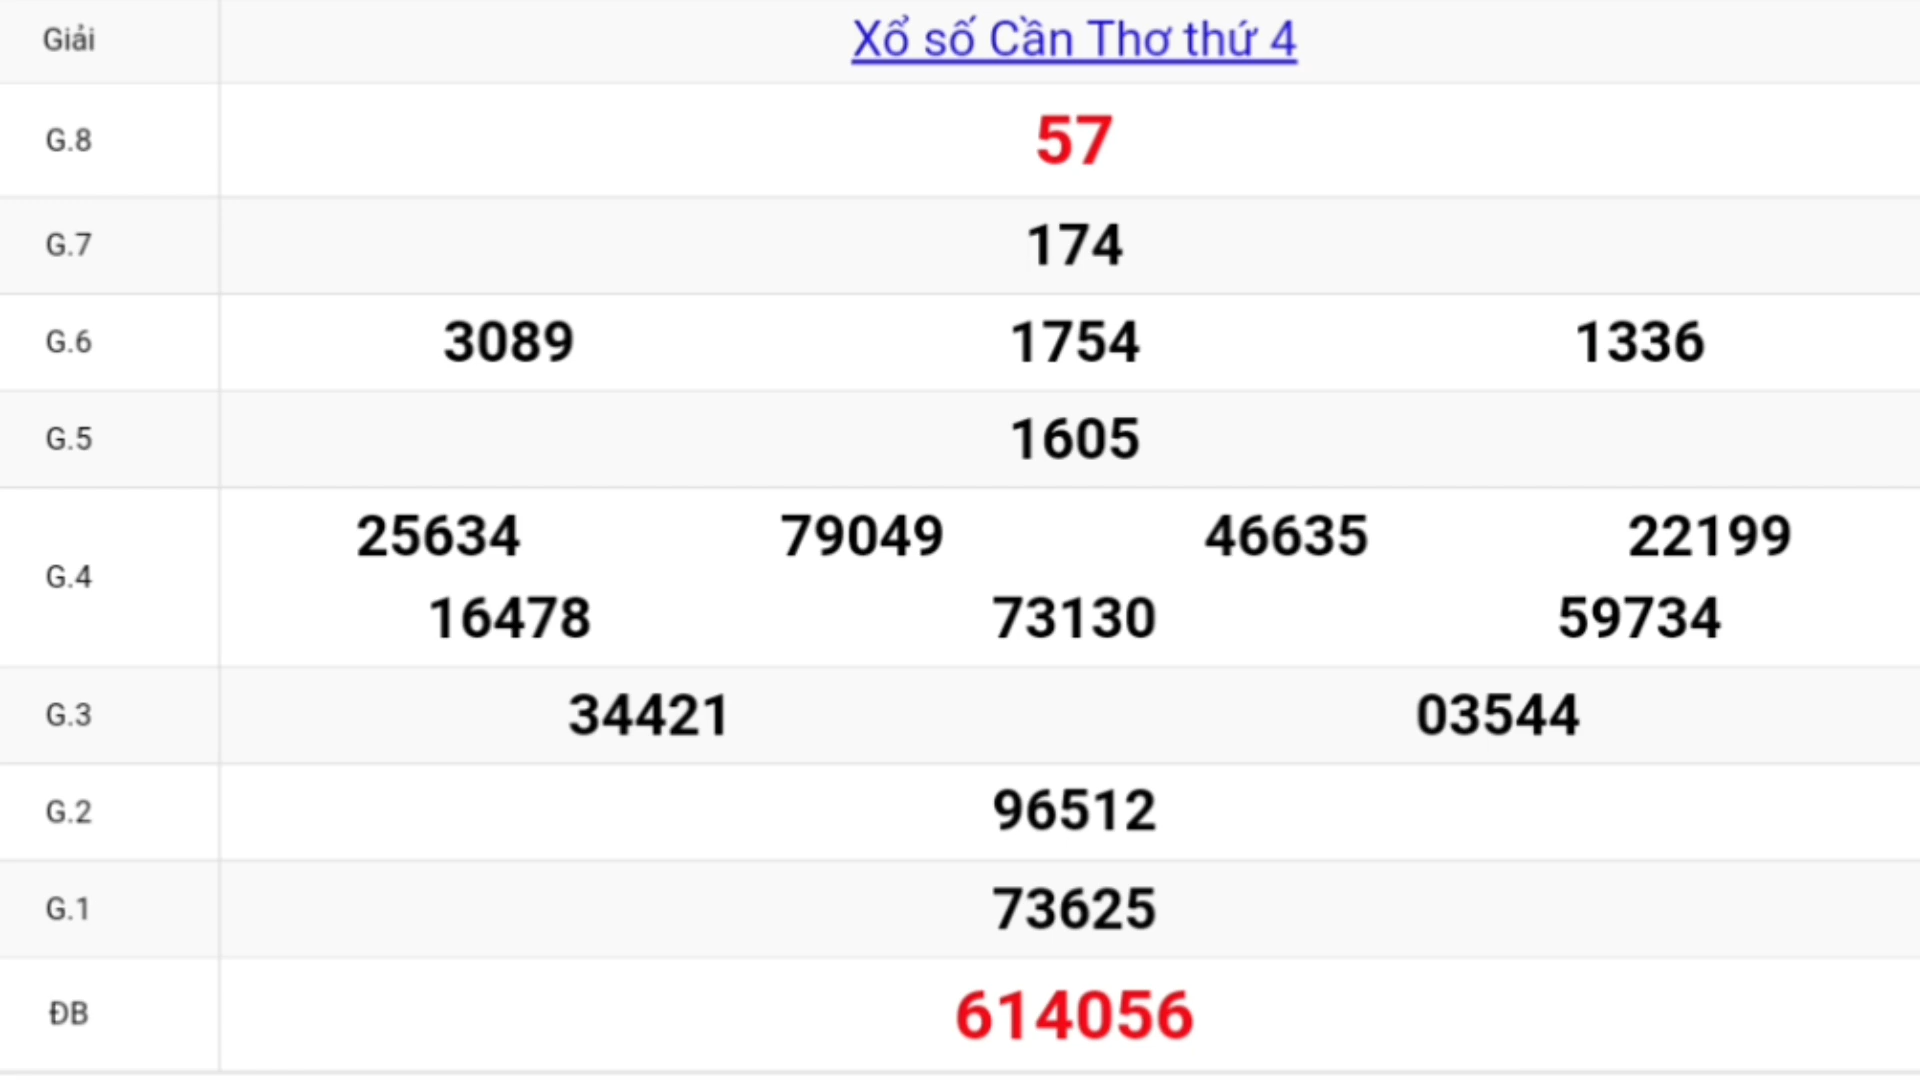 Giải Xổ số Cần Thơ thứ 4
G.8 57
G.7 174
G.6 3089 1754 1336
G.5 1605
G.4 25634 79049 46635 22199
16478 73130 59734
G.3 34421 03544
G.2 96512
G.1 73625
ĐB 614056